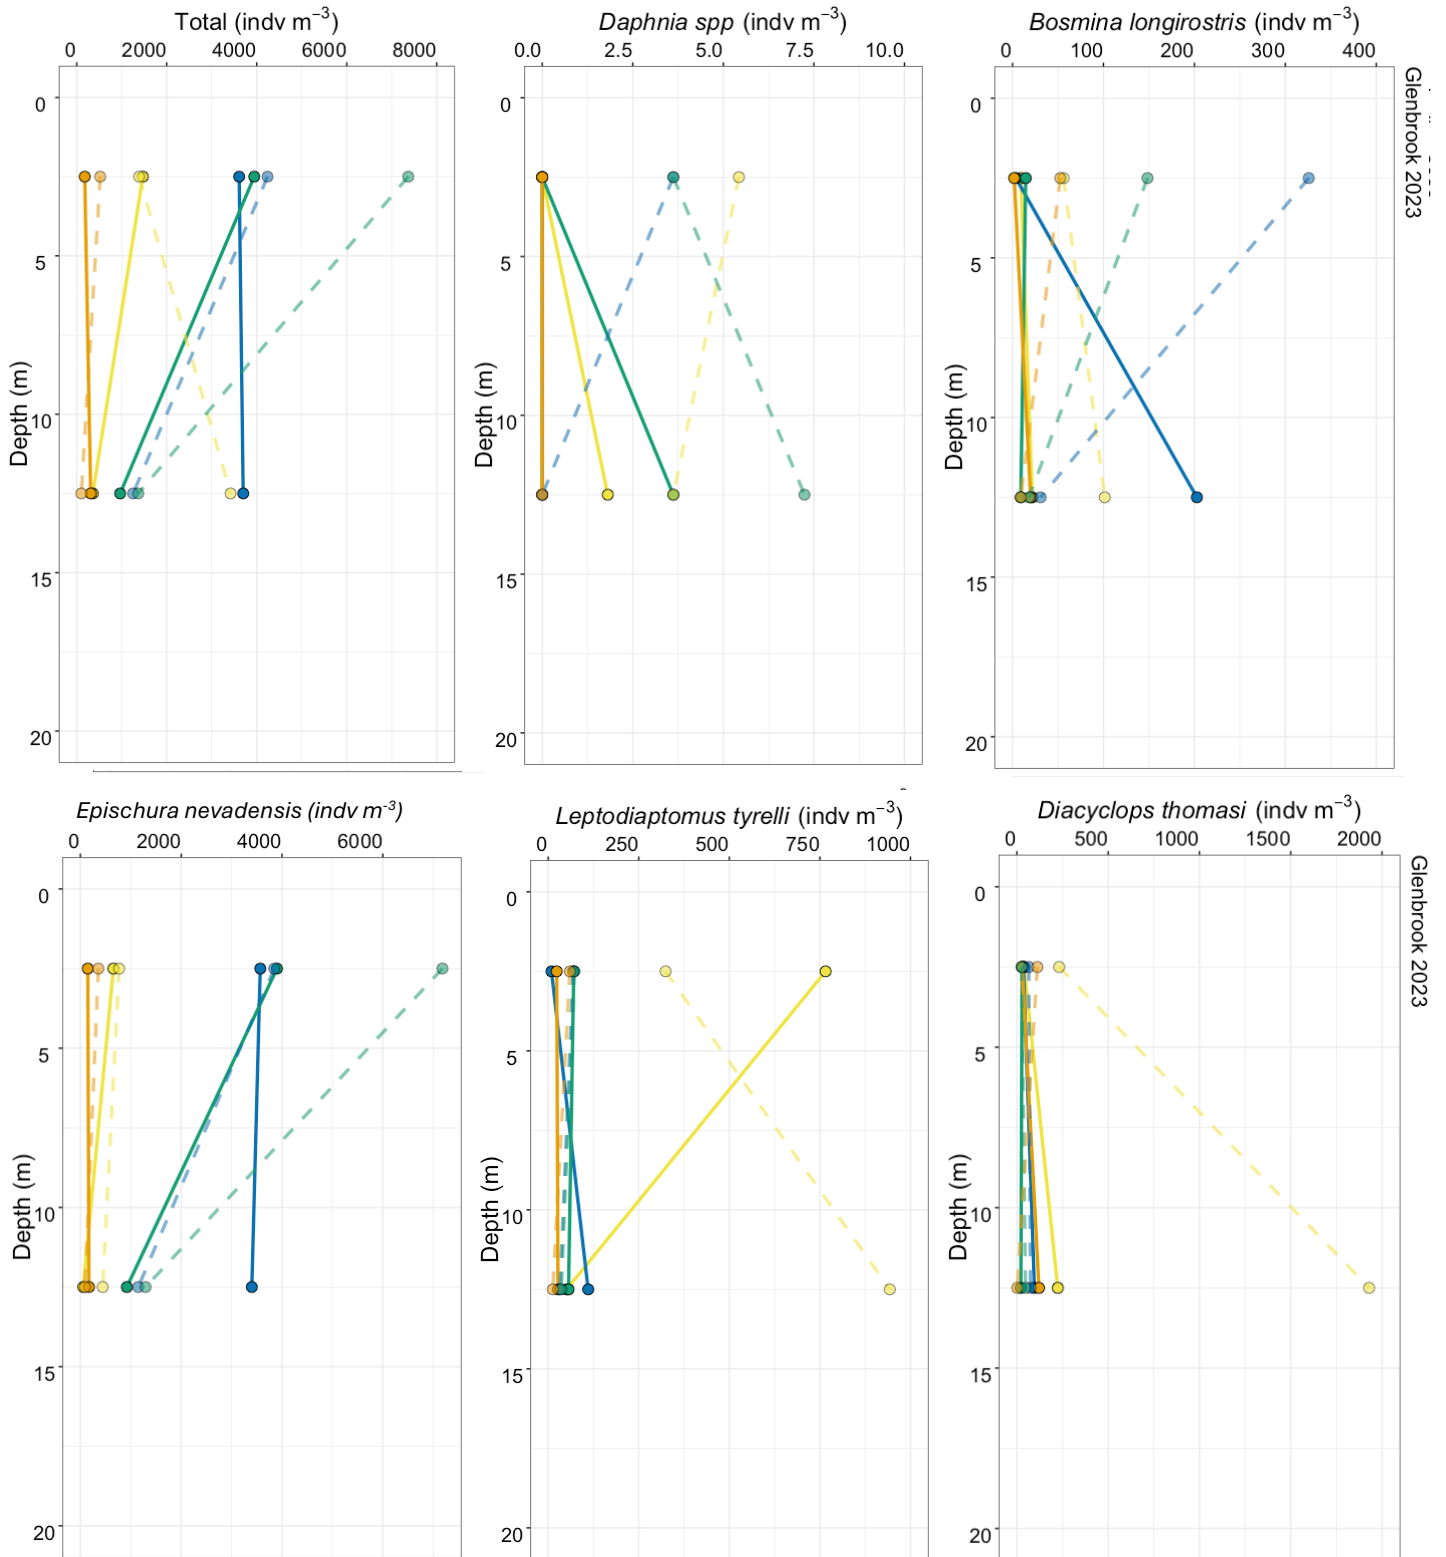 Total (indv m⁻³)
0 2000 4000 6000 8000
Depth (m)
0
5
10
15
20
Daphnia spp (indv m⁻³)
0.0 2.5 5.0 7.5 10.0
Depth (m)
0
5
10
15
20
Bosmina longirostris (indv m⁻³)
0 100 200 300 400
Depth (m)
0
5
10
15
20
Glenbrook 2023
Epischura nevadensis (indv m⁻³)
0 2000 4000 6000
Depth (m)
0
5
10
15
20
Leptodiaptomus tyrelli (indv m⁻³)
0 250 500 750 1000
Depth (m)
0
5
10
15
20
Diacyclops thomasi (indv m⁻³)
0 500 1000 1500 2000
Depth (m)
0
5
10
15
20
Glenbrook 2023